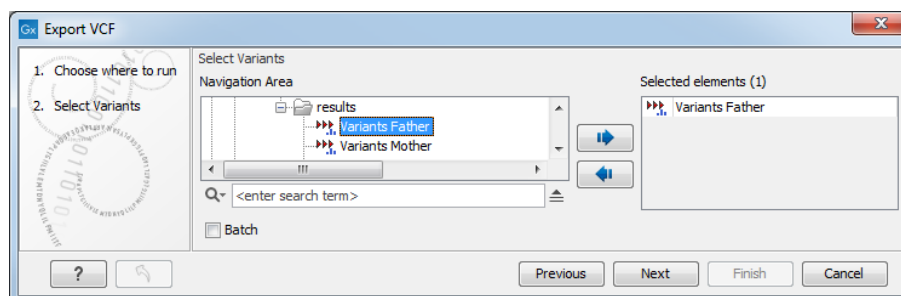 Gx Export VCF
1. Choose where to run
2. Select Variants
Select Variants
Navigation Area
results
Variants Father
Variants Mother
<enter search term>
Batch
Selected elements (1)
Variants Father
?
Previous
Next
Finish
Cancel